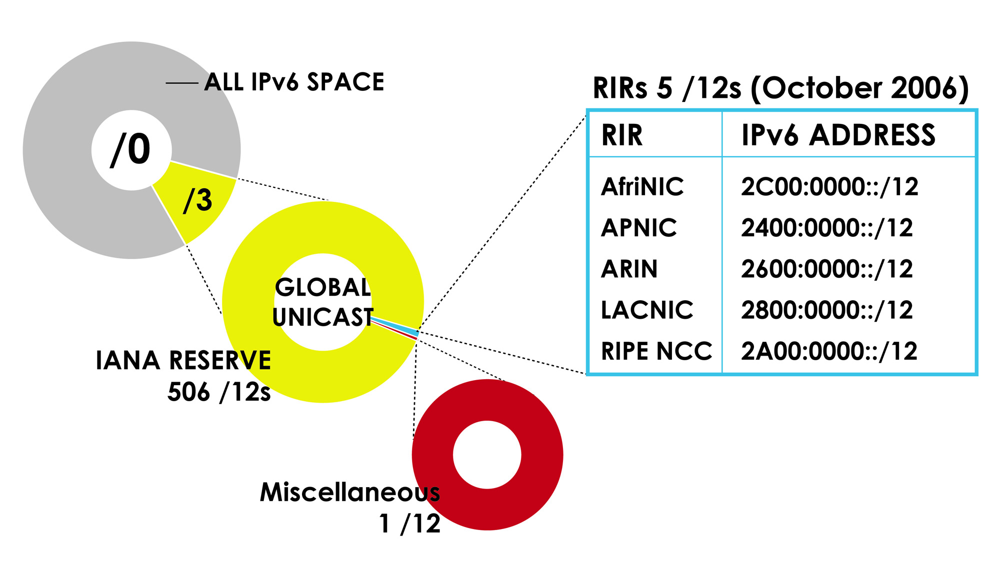 ALL IPv6 SPACE
/0
/3
GLOBAL
UNICAST
IANA RESERVE
506 /12s
Miscellaneous
1 /12
RIRs 5 /12s (October 2006)
RIR IPv6 ADDRESS
AfriNIC 2C00:0000::/12
APNIC 2400:0000::/12
ARIN 2600:0000::/12
LACNIC 2800:0000::/12
RIPE NCC 2A00:0000::/12